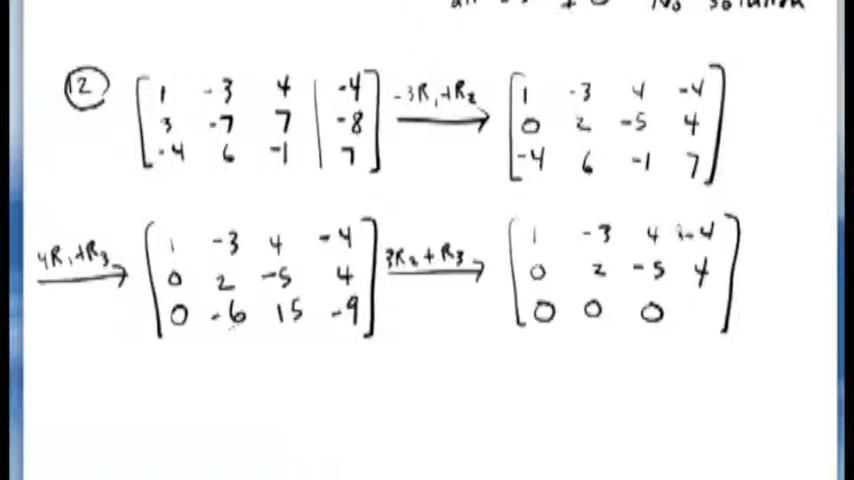 No solution
12 [ 1 -3 4 | -4 ] -3R₁+R₂ [ 1 -3 4 -4 ]
[ 3 -7 7 | -8 ] [ 0 2 -5 4 ]
[ -4 6 -1 | 7 ] [ -4 6 -1 7 ]
4R₁+R₃ [ 1 -3 4 -4 ] 3R₂+R₃ [ 1 -3 4 -4 ]
[ 0 2 -5 4 ] [ 0 2 -5 4 ]
[ 0 -6 15 -9 ] [ 0 0 0 ]